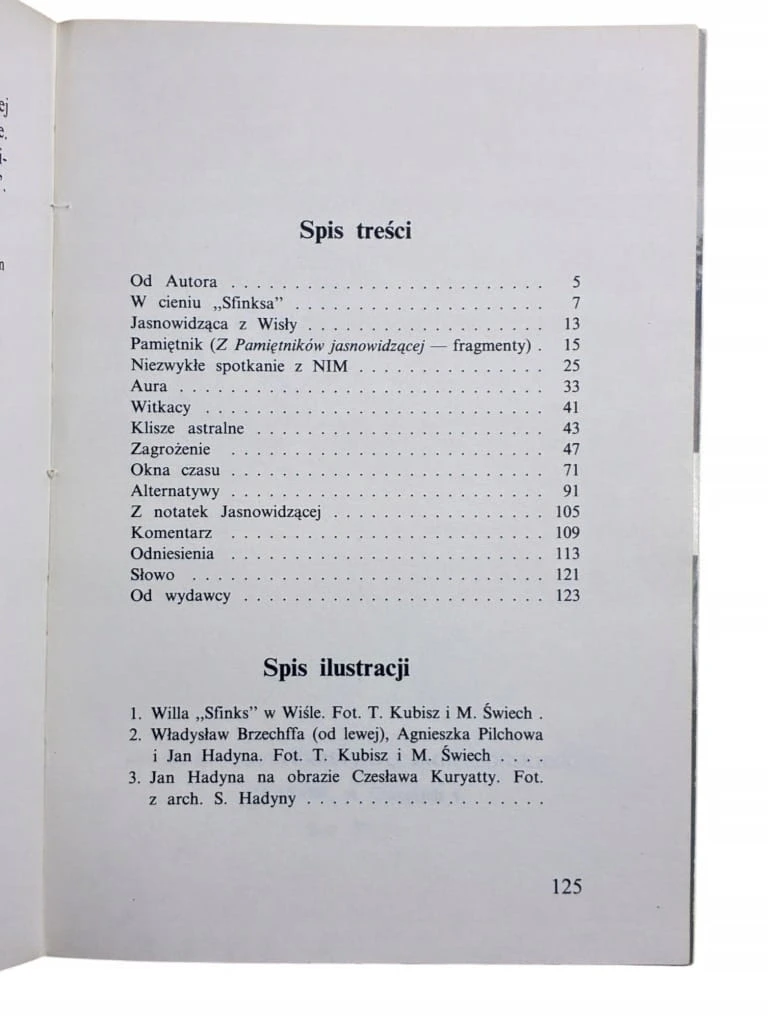 ej
e.
i-
".
n
Spis treści
Od Autora . . . . . . . . . . . . . . . . . . . . . . . . . 5
W cieniu „Sfinksa” . . . . . . . . . . . . . . . . . . . . 7
Jasnowidząca z Wisły . . . . . . . . . . . . . . . . . . . 13
Pamiętnik (Z Pamiętników jasnowidzącej — fragmenty) . 15
Niezwykłe spotkanie z NIM . . . . . . . . . . . . . . . 25
Aura . . . . . . . . . . . . . . . . . . . . . . . . . . . . . 33
Witkacy . . . . . . . . . . . . . . . . . . . . . . . . . . . 41
Klisze astralne . . . . . . . . . . . . . . . . . . . . . . . 43
Zagrożenie . . . . . . . . . . . . . . . . . . . . . . . . . 47
Okna czasu . . . . . . . . . . . . . . . . . . . . . . . . . 71
Alternatywy . . . . . . . . . . . . . . . . . . . . . . . . . 91
Z notatek Jasnowidzącej . . . . . . . . . . . . . . . . . 105
Komentarz . . . . . . . . . . . . . . . . . . . . . . . . . 109
Odniesienia . . . . . . . . . . . . . . . . . . . . . . . . . 113
Słowo . . . . . . . . . . . . . . . . . . . . . . . . . . . . 121
Od wydawcy . . . . . . . . . . . . . . . . . . . . . . . . 123
Spis ilustracji
1. Willa „Sfinks” w Wiśle. Fot. T. Kubisz i M. Świech .
2. Władysław Brzechffa (od lewej), Agnieszka Pilchowa
i Jan Hadyna. Fot. T. Kubisz i M. Świech . . . .
3. Jan Hadyna na obrazie Czesława Kuryatty. Fot.
z arch. S. Hadyny . . . . . . . . . . . . . . . . . . .
125